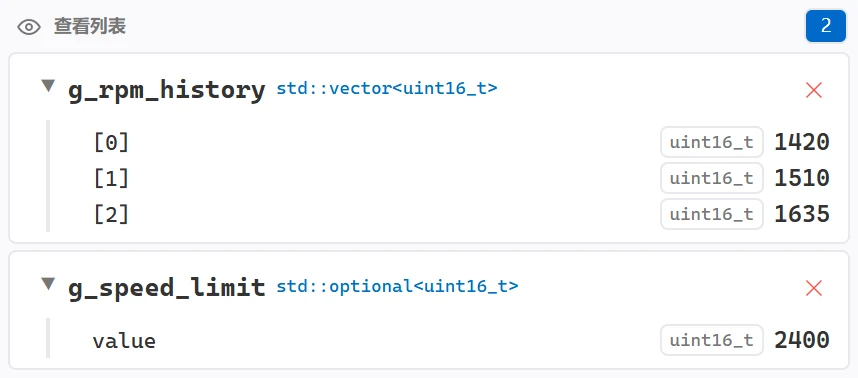 查看列表 2
g_rpm_history std::vector<uint16_t>
[0] uint16_t 1420
[1] uint16_t 1510
[2] uint16_t 1635
g_speed_limit std::optional<uint16_t>
value uint16_t 2400